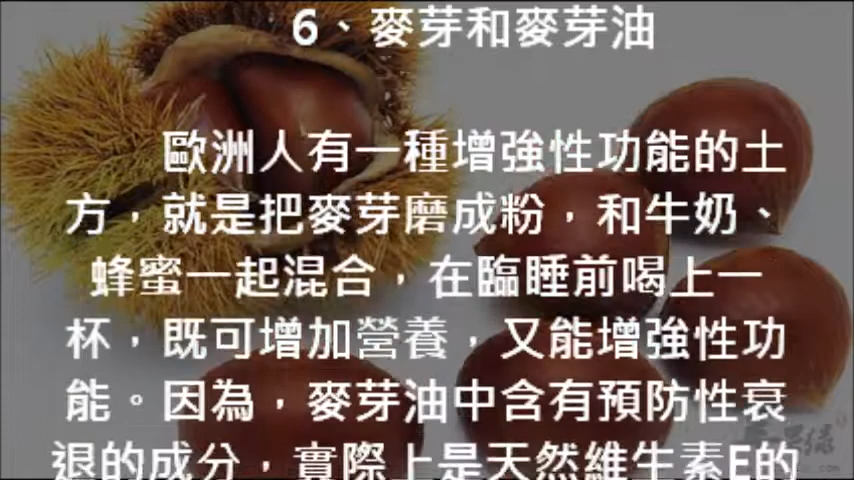 6、麥芽和麥芽油
歐洲人有一種增強性功能的土
方，就是把麥芽磨成粉，和牛奶、
蜂蜜一起混合，在臨睡前喝上一
杯，既可增加營養，又能增強性功
能。因為，麥芽油中含有預防性衰
退的成分，實際上是天然維生素E的